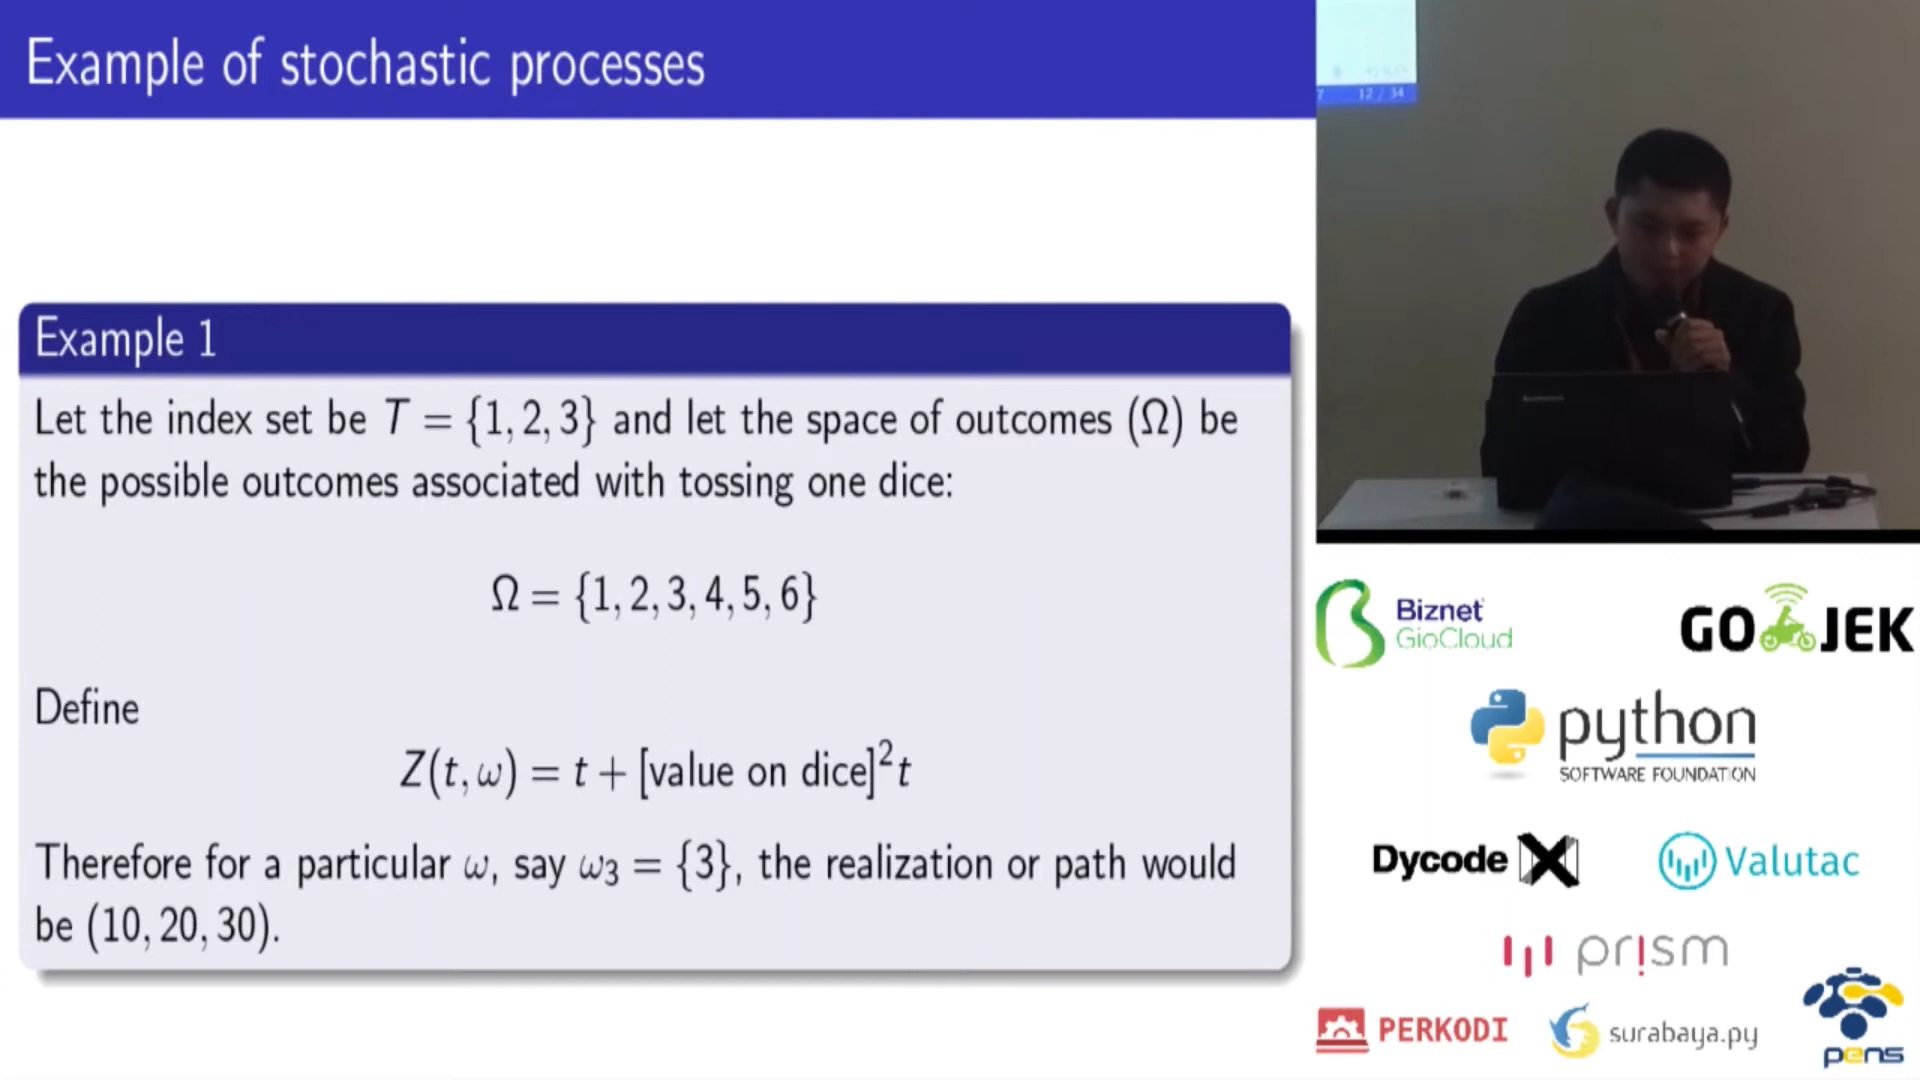 Example of stochastic processes
Example 1
Let the index set be T = {1, 2, 3} and let the space of outcomes (Ω) be
the possible outcomes associated with tossing one dice:
Ω = {1, 2, 3, 4, 5, 6}
Define
Z(t, ω) = t + [value on dice]²t
Therefore for a particular ω, say ω₃ = {3}, the realization or path would
be (10, 20, 30).
7 12 / 34
Biznet
GioCloud
GO JEK
python
SOFTWARE FOUNDATION
Dycode X
Valutac
prism
PERKODI
surabaya.py
pens